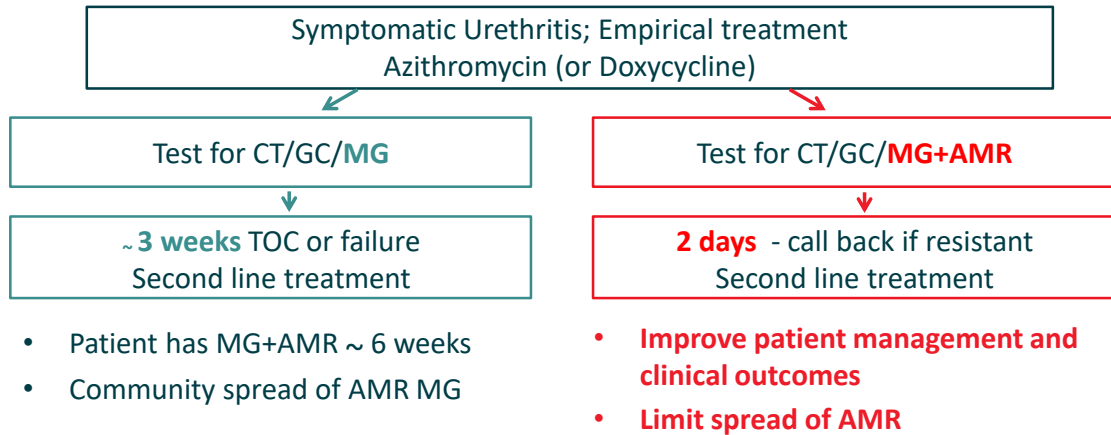 Symptomatic Urethritis; Empirical treatment
Azithromycin (or Doxycycline)
Test for CT/GC/MG
~ 3 weeks TOC or failure
Second line treatment
• Patient has MG+AMR ~ 6 weeks
• Community spread of AMR MG
Test for CT/GC/MG+AMR
2 days - call back if resistant
Second line treatment
• Improve patient management and
clinical outcomes
• Limit spread of AMR